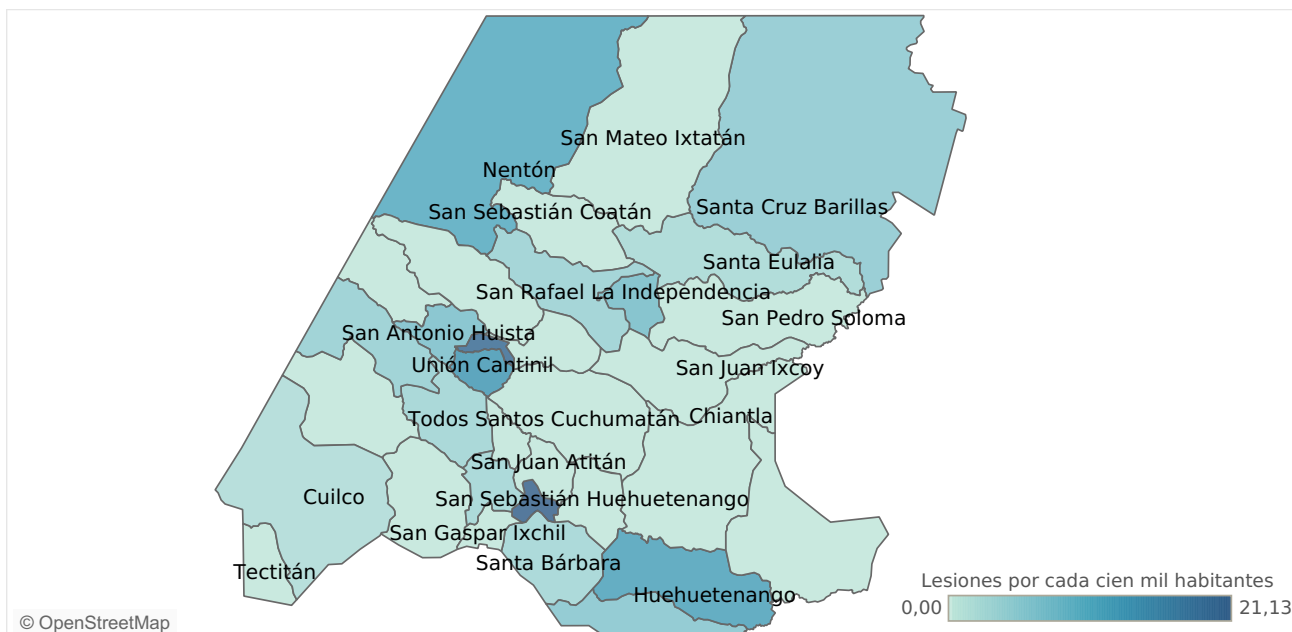 San Mateo Ixtatán
Nentón
San Sebastián Coatán
Santa Cruz Barillas
Santa Eulalia
San Rafael La Independencia
San Pedro Soloma
San Antonio Huista
Unión Cantinil
San Juan Ixcoy
Todos Santos Cuchumatán
Chiantla
San Juan Atitán
Cuilco
San Sebastián Huehuetenango
San Gaspar Ixchil
Santa Bárbara
Tectitán
Huehuetenango
Lesiones por cada cien mil habitantes
0,00
21,13
© OpenStreetMap